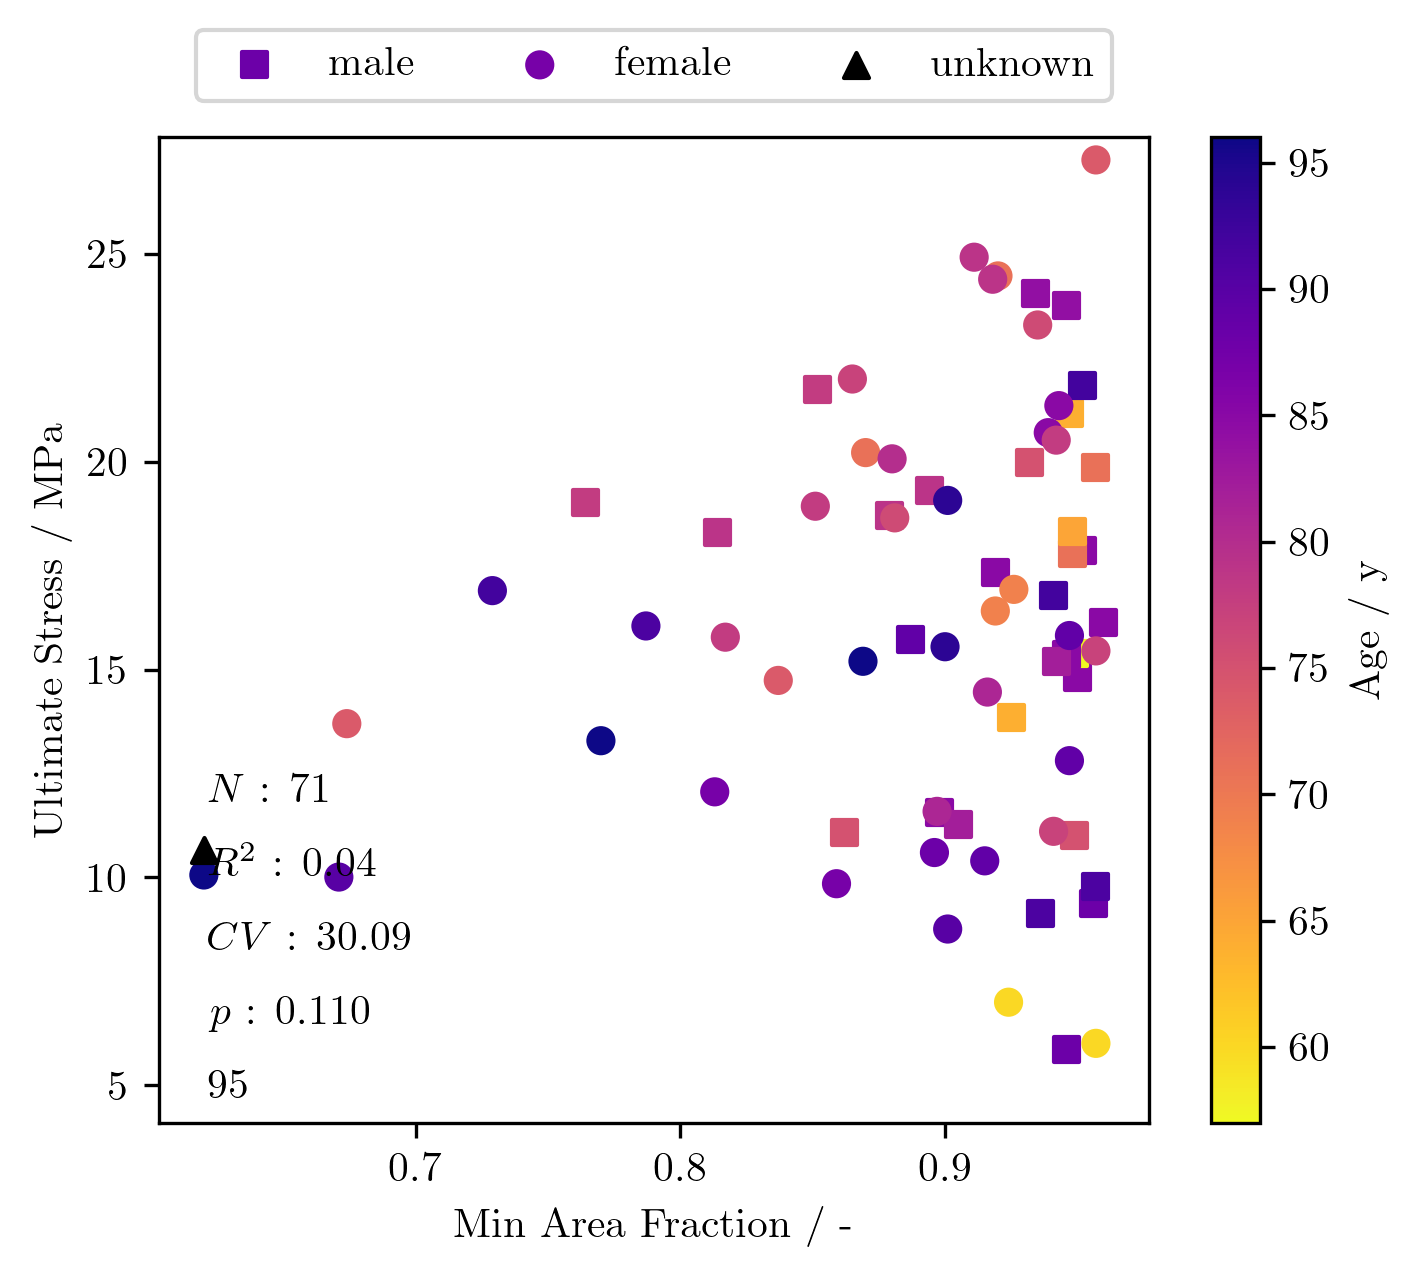 male female unknown
25
20
15
10
5
Ultimate Stress / MPa
N : 71
R² : 0.04
CV : 30.09
p : 0.110
95
0.7 0.8 0.9
Min Area Fraction / -
95
90
85
80
75
70
65
60
Age / y